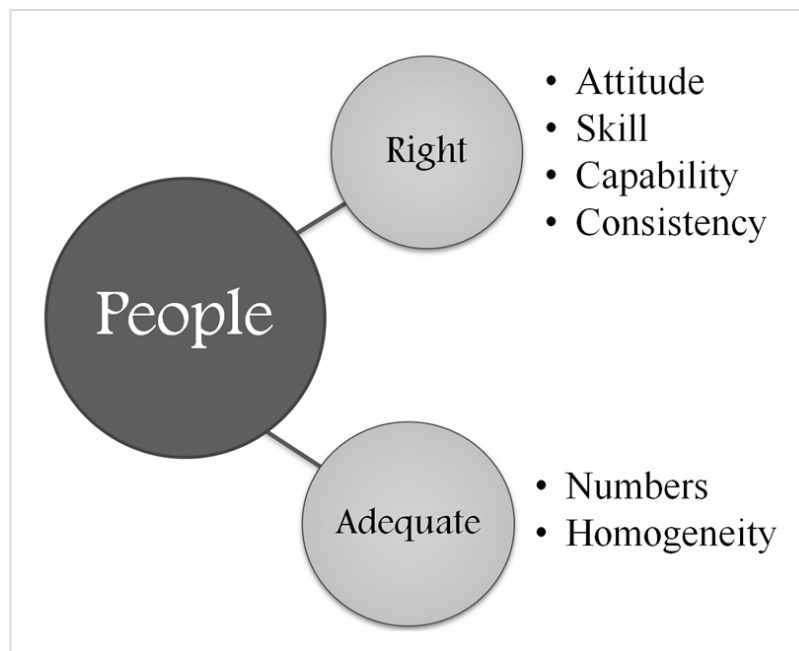 People
Right
• Attitude
• Skill
• Capability
• Consistency
Adequate
• Numbers
• Homogeneity